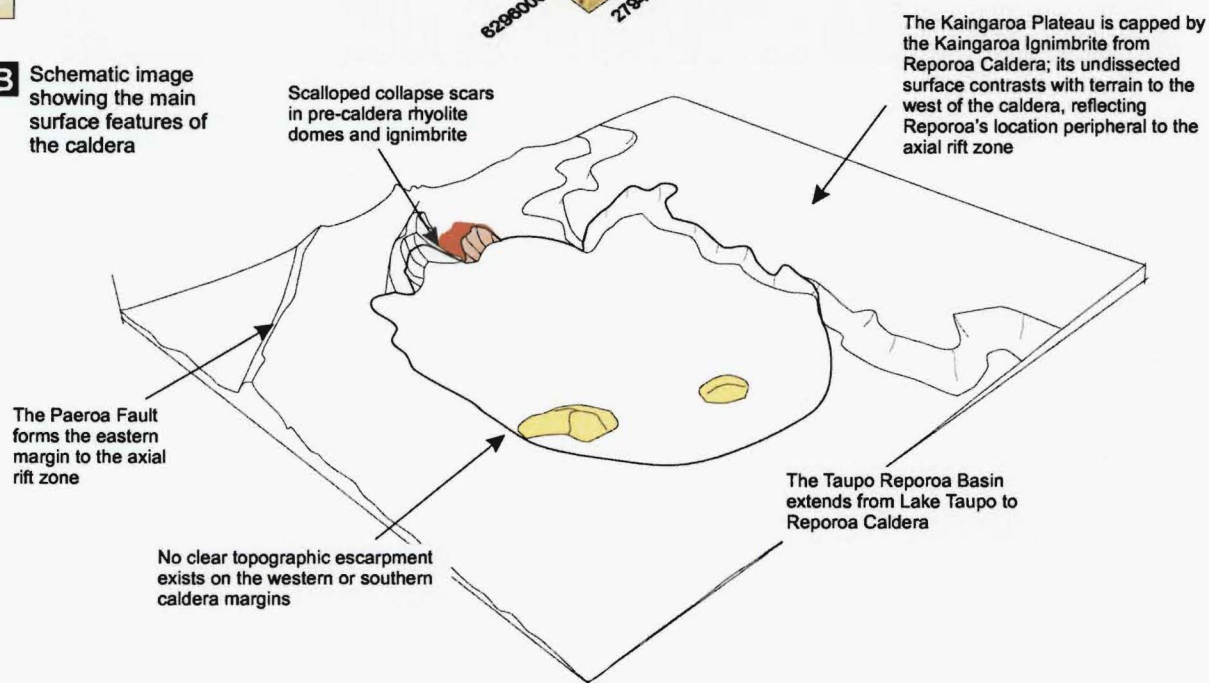 629600
279
B Schematic image
showing the main
surface features of
the caldera
Scalloped collapse scars
in pre-caldera rhyolite
domes and ignimbrite
The Kaingaroa Plateau is capped by
the Kaingaroa Ignimbrite from
Reporoa Caldera; its undissected
surface contrasts with terrain to the
west of the caldera, reflecting
Reporoa's location peripheral to the
axial rift zone
The Paeroa Fault
forms the eastern
margin to the axial
rift zone
The Taupo Reporoa Basin
extends from Lake Taupo to
Reporoa Caldera
No clear topographic escarpment
exists on the western or southern
caldera margins